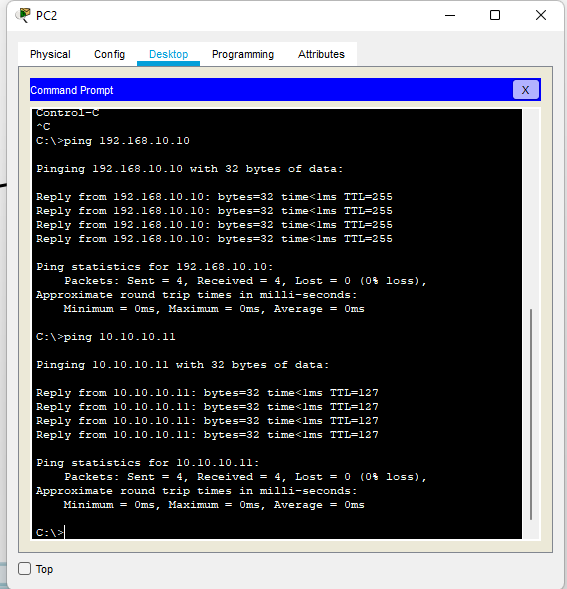 PC2
Physical Config Desktop Programming Attributes
Command Prompt X
Control-C
^C
C:\>ping 192.168.10.10
Pinging 192.168.10.10 with 32 bytes of data:
Reply from 192.168.10.10: bytes=32 time<1ms TTL=255
Reply from 192.168.10.10: bytes=32 time<1ms TTL=255
Reply from 192.168.10.10: bytes=32 time<1ms TTL=255
Reply from 192.168.10.10: bytes=32 time<1ms TTL=255
Ping statistics for 192.168.10.10:
    Packets: Sent = 4, Received = 4, Lost = 0 (0% loss),
Approximate round trip times in milli-seconds:
    Minimum = 0ms, Maximum = 0ms, Average = 0ms
C:\>ping 10.10.10.11
Pinging 10.10.10.11 with 32 bytes of data:
Reply from 10.10.10.11: bytes=32 time<1ms TTL=127
Reply from 10.10.10.11: bytes=32 time<1ms TTL=127
Reply from 10.10.10.11: bytes=32 time<1ms TTL=127
Reply from 10.10.10.11: bytes=32 time<1ms TTL=127
Ping statistics for 10.10.10.11:
    Packets: Sent = 4, Received = 4, Lost = 0 (0% loss),
Approximate round trip times in milli-seconds:
    Minimum = 0ms, Maximum = 0ms, Average = 0ms
C:\>
Top